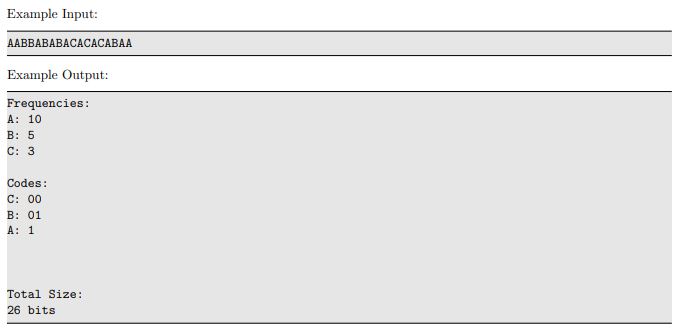 Example Input:
AABBABABACACACABAA
Example Output:
Frequencies:
A: 10
B: 5
C: 3
Codes:
C: 00
B: 01
A: 1
Total Size:
26 bits